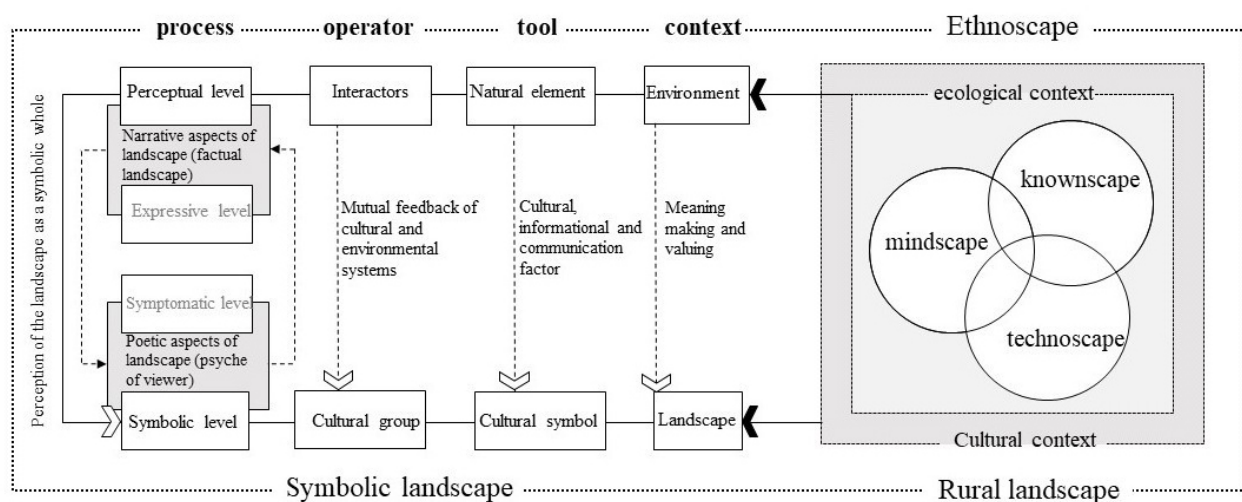 process operator tool context Ethnoscape
Perception of the landscape as a symbolic whole
Perceptual level Interactors Natural element Environment
ecological context
Narrative aspects of
landscape (factual
landscape)
Expressive level
Mutual feedback of
cultural and
environmental
systems
Cultural,
informational and
communication
factor
Meaning
making and
valuing
knownscape
mindscape
technoscape
Symptomatic level
Poetic aspects of
landscape (psyche
of viewer)
Symbolic level Cultural group Cultural symbol Landscape
Cultural context
Symbolic landscape Rural landscape